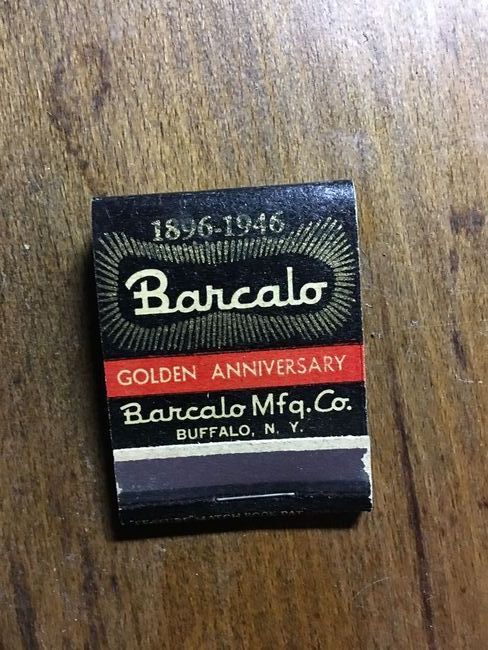 1896-1946
Barcalo
GOLDEN ANNIVERSARY
Barcalo Mfg. Co.
BUFFALO, N. Y.